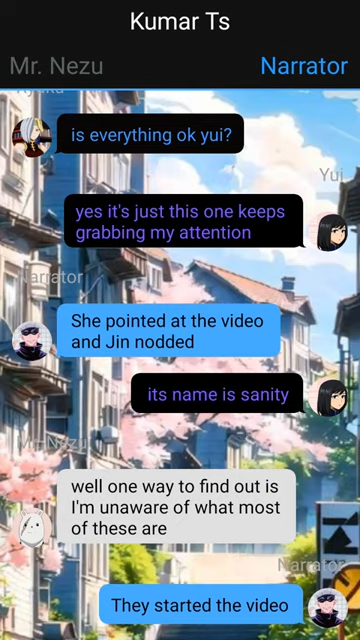 Kumar Ts
Mr. Nezu
Narrator
is everything ok yui?
Yui
yes it's just this one keeps
grabbing my attention
Narrator
She pointed at the video
and Jin nodded
its name is sanity
Mr. Nezu
well one way to find out is
I'm unaware of what most
of these are
Narrator
They started the video